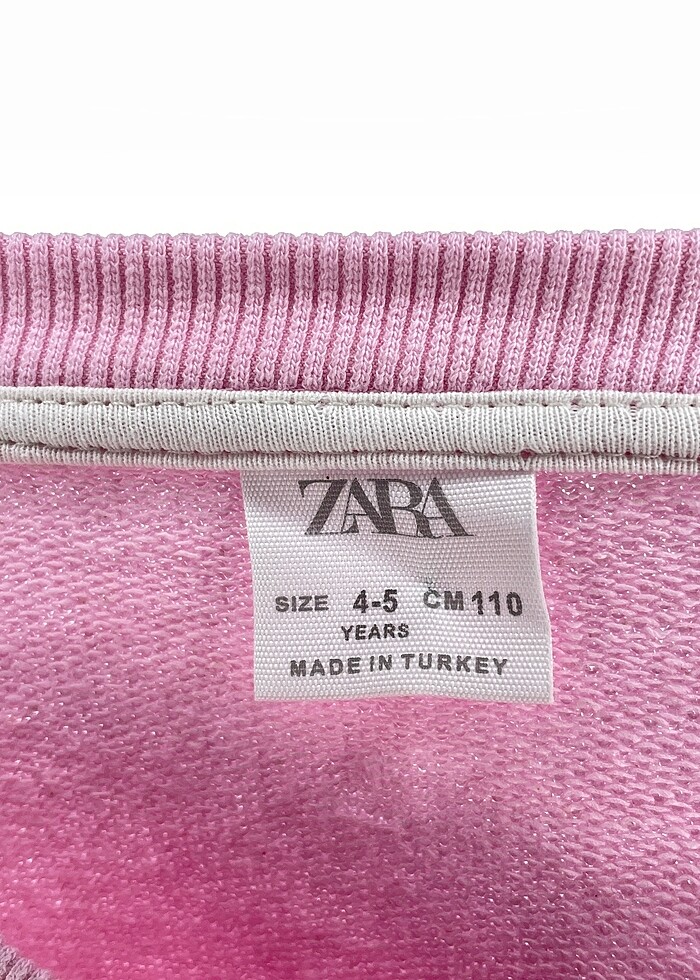 ZARA
SIZE 4-5 CM 110
YEARS
MADE IN TURKEY